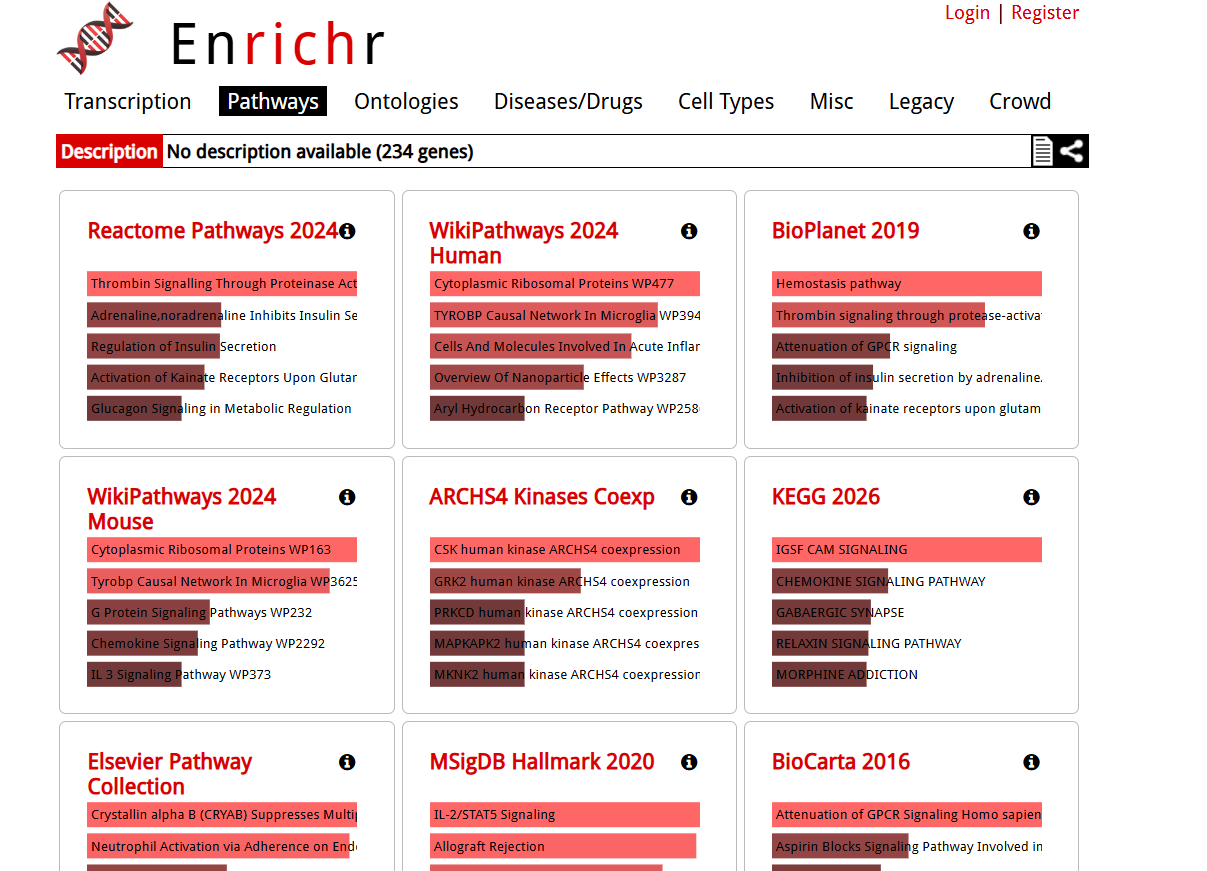 Login | Register
Enrichr
Transcription Pathways Ontologies Diseases/Drugs Cell Types Misc Legacy Crowd
Description No description available (234 genes)
Reactome Pathways 2024
Thrombin Signalling Through Proteinase Act
Adrenaline,noradrenaline Inhibits Insulin Se
Regulation of Insulin Secretion
Activation of Kainate Receptors Upon Glutar
Glucagon Signaling in Metabolic Regulation
WikiPathways 2024
Human
Cytoplasmic Ribosomal Proteins WP477
TYROBP Causal Network In Microglia WP394
Cells And Molecules Involved In Acute Inflar
Overview Of Nanoparticle Effects WP3287
Aryl Hydrocarbon Receptor Pathway WP258
BioPlanet 2019
Hemostasis pathway
Thrombin signaling through protease-activa
Attenuation of GPCR signaling
Inhibition of insulin secretion by adrenaline.
Activation of kainate receptors upon glutam
WikiPathways 2024
Mouse
Cytoplasmic Ribosomal Proteins WP163
Tyrobp Causal Network In Microglia WP3625
G Protein Signaling Pathways WP232
Chemokine Signaling Pathway WP2292
IL 3 Signaling Pathway WP373
ARCHS4 Kinases Coexp
CSK human kinase ARCHS4 coexpression
GRK2 human kinase ARCHS4 coexpression
PRKCD human kinase ARCHS4 coexpression
MAPKAPK2 human kinase ARCHS4 coexpres
MKNK2 human kinase ARCHS4 coexpression
KEGG 2026
IGSF CAM SIGNALING
CHEMOKINE SIGNALING PATHWAY
GABAERGIC SYNAPSE
RELAXIN SIGNALING PATHWAY
MORPHINE ADDICTION
Elsevier Pathway
Collection
Crystallin alpha B (CRYAB) Suppresses Multip
Neutrophil Activation via Adherence on Endo
MSigDB Hallmark 2020
IL-2/STAT5 Signaling
Allograft Rejection
BioCarta 2016
Attenuation of GPCR Signaling Homo sapien
Aspirin Blocks Signaling Pathway Involved in